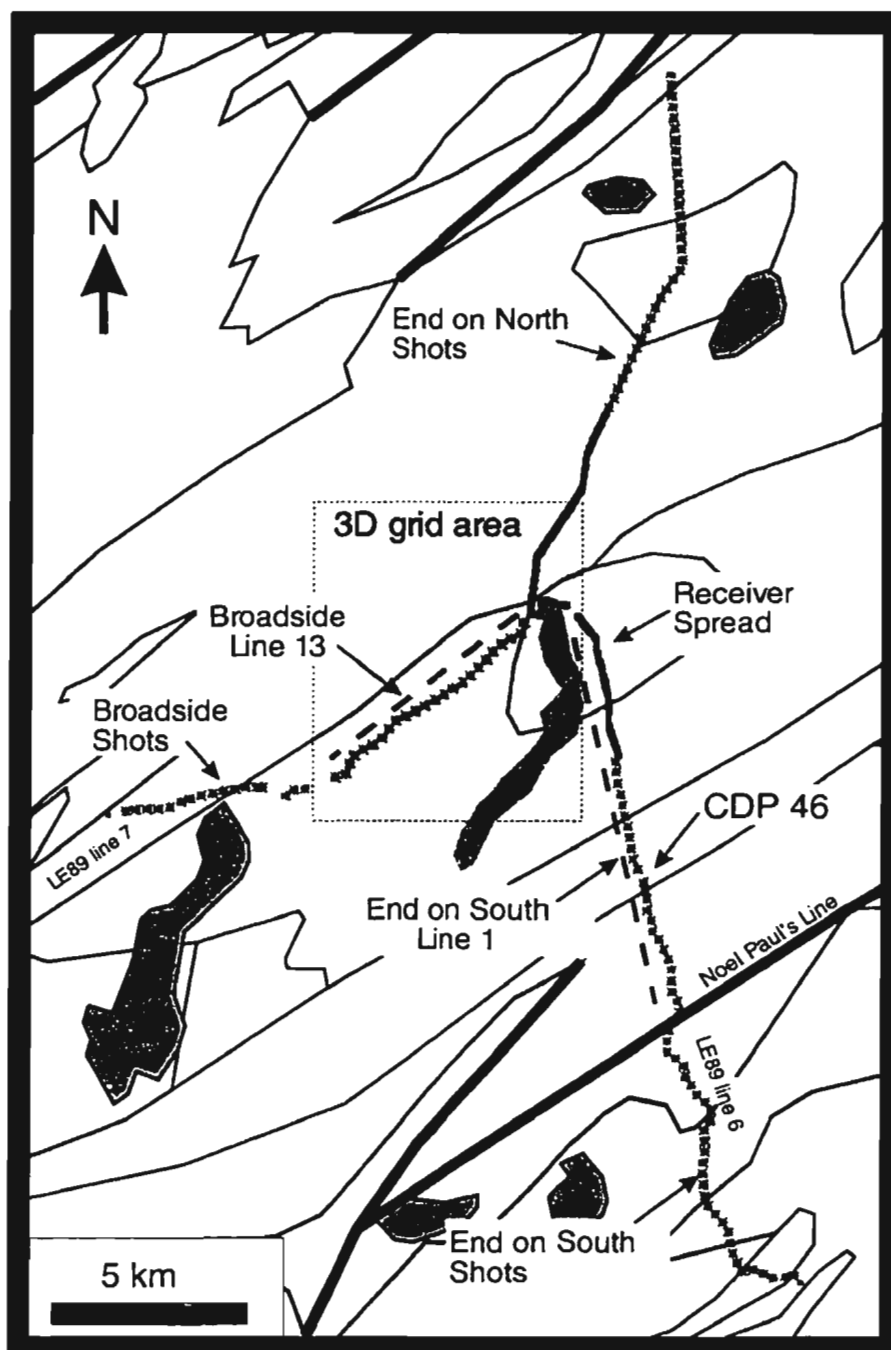 N
End on North
Shots
3D grid area
Broadside
Line 13
Receiver
Spread
Broadside
Shots
CDP 46
LE89 line 7
End on South
Line 1
Noel Paul's Line
LE89 line 6
End on South
Shots
5 km